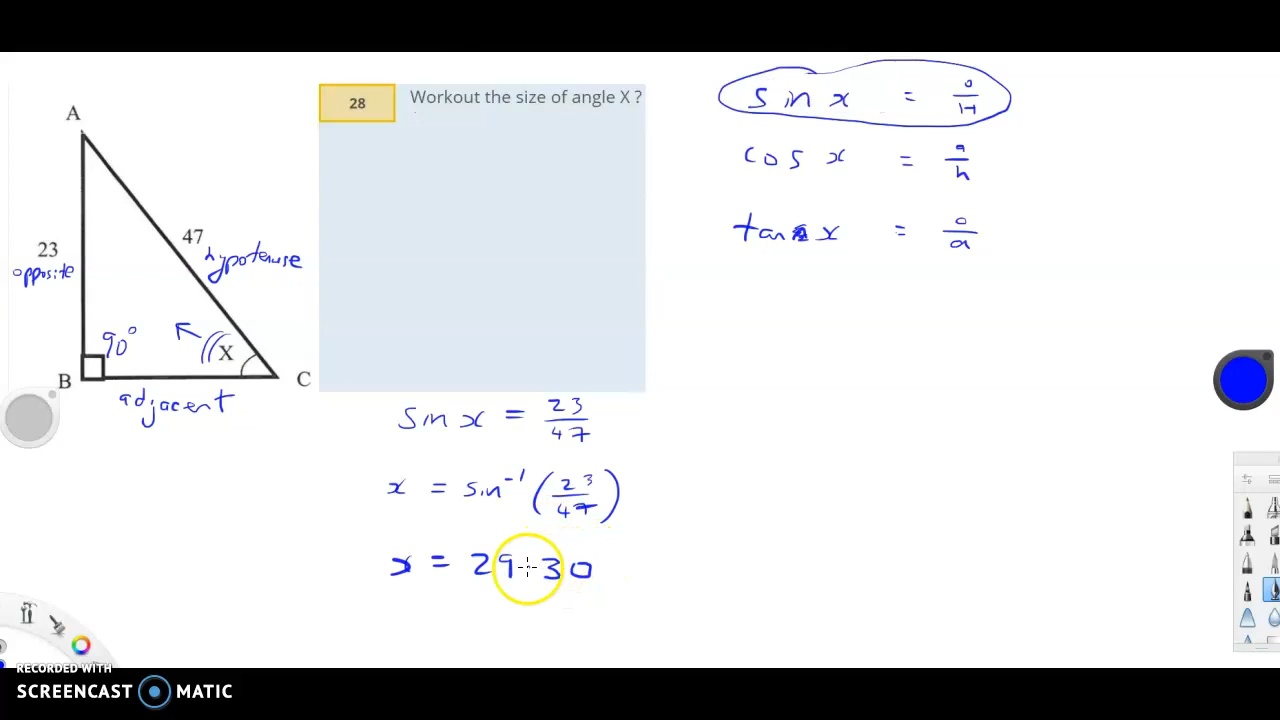 A
28
Workout the size of angle X ?
sin x = o/H
cos x = a/h
tan x = o/a
23
opposite
47
hypotenuse
90°
X
B
C
adjacent
sin x = 23/47
x = sin⁻¹ (23/47)
x = 29.30
RECORDED WITH
SCREENCAST MATIC